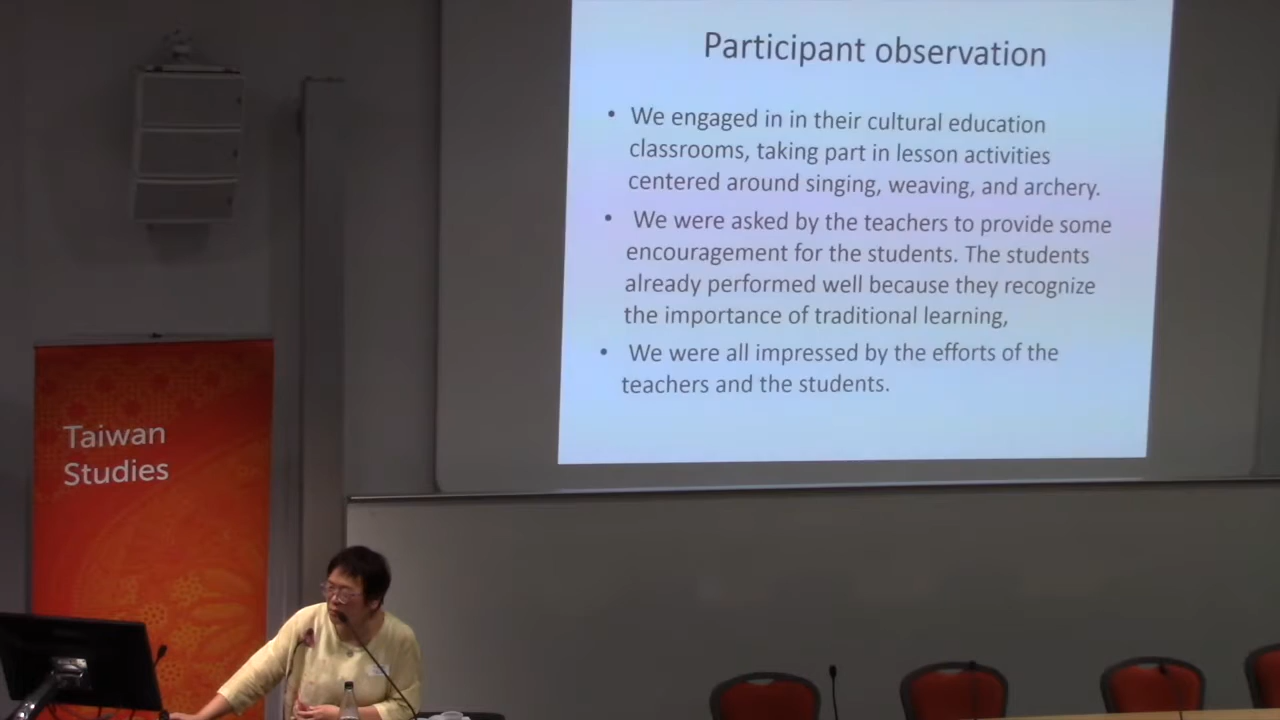 Participant observation
• We engaged in in their cultural education
classrooms, taking part in lesson activities
centered around singing, weaving, and archery.
• We were asked by the teachers to provide some
encouragement for the students. The students
already performed well because they recognize
the importance of traditional learning,
• We were all impressed by the efforts of the
teachers and the students.
Taiwan
Studies